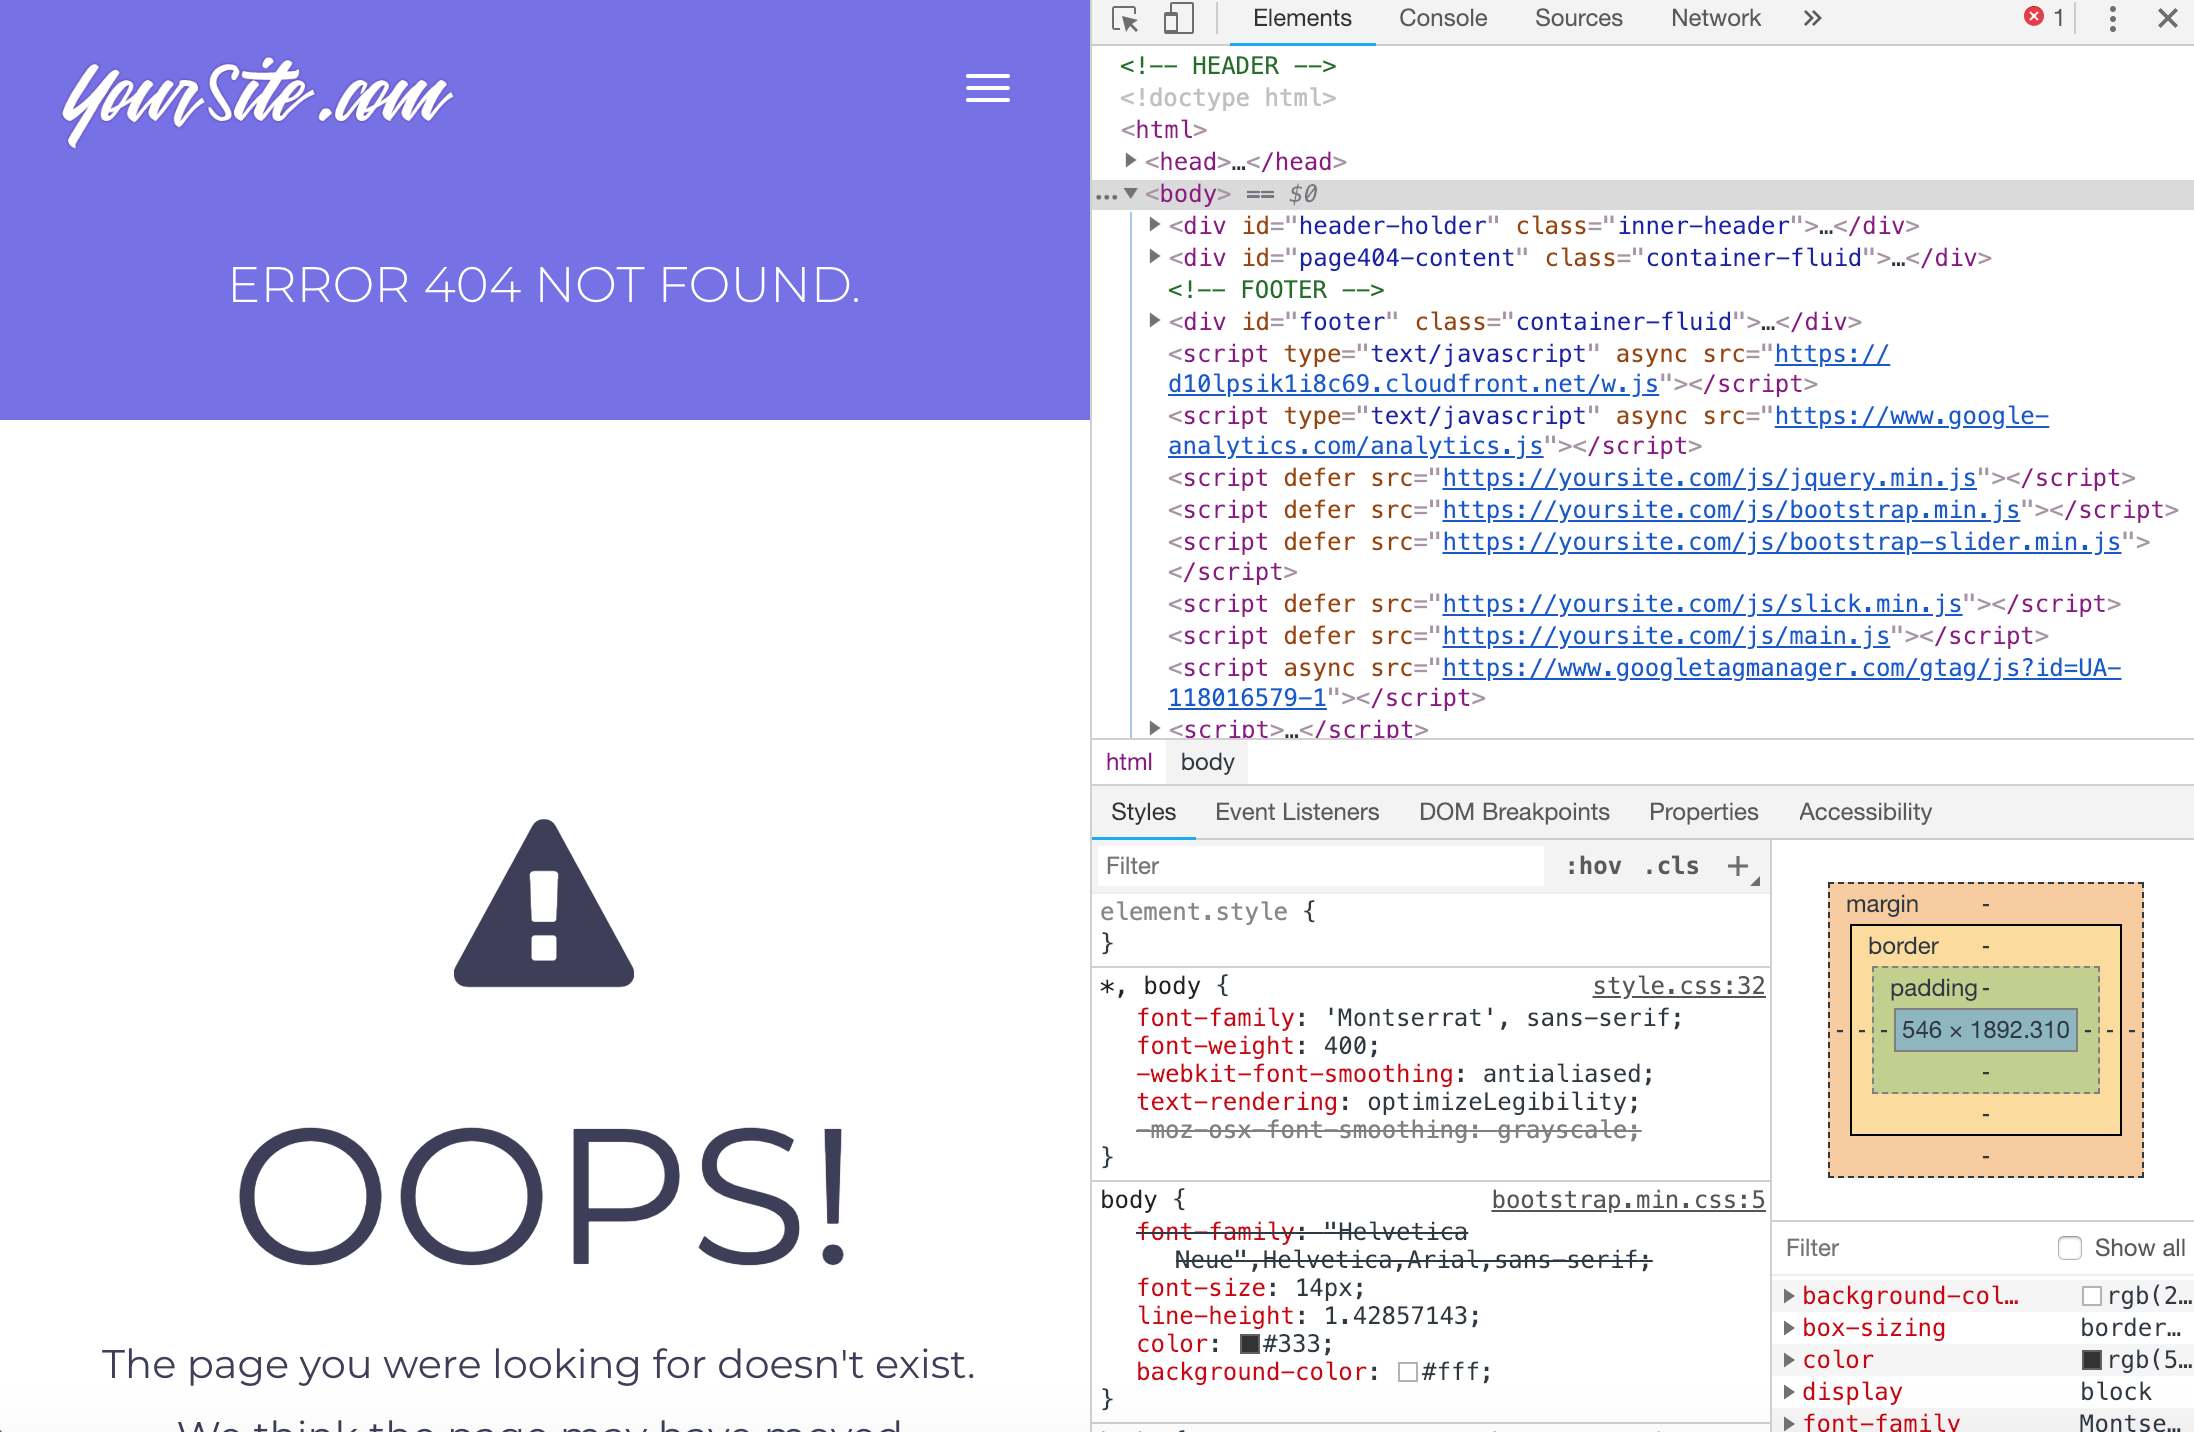 YourSite.com
ERROR 404 NOT FOUND.
OOPS!
The page you were looking for doesn't exist.
We think the page may have moved
Elements Console Sources Network » 1
<!-- HEADER -->
<!doctype html>
<html>
<head>…</head>
…<body> == $0
<div id="header-holder" class="inner-header">…</div>
<div id="page404-content" class="container-fluid">…</div>
<!-- FOOTER -->
<div id="footer" class="container-fluid">…</div>
<script type="text/javascript" async src="https://
d10lpsik1i8c69.cloudfront.net/w.js"></script>
<script type="text/javascript" async src="https://www.google-
analytics.com/analytics.js"></script>
<script defer src="https://yoursite.com/js/jquery.min.js"></script>
<script defer src="https://yoursite.com/js/bootstrap.min.js"></script>
<script defer src="https://yoursite.com/js/bootstrap-slider.min.js">
</script>
<script defer src="https://yoursite.com/js/slick.min.js"></script>
<script defer src="https://yoursite.com/js/main.js"></script>
<script async src="https://www.googletagmanager.com/gtag/js?id=UA-
118016579-1"></script>
<script>…</script>
html body
Styles Event Listeners DOM Breakpoints Properties Accessibility
Filter :hov .cls +
element.style {
}
*, body { style.css:32
font-family: 'Montserrat', sans-serif;
font-weight: 400;
-webkit-font-smoothing: antialiased;
text-rendering: optimizeLegibility;
-moz-osx-font-smoothing: grayscale;
}
body { bootstrap.min.css:5
font-family: "Helvetica
Neue",Helvetica,Arial,sans-serif;
font-size: 14px;
line-height: 1.42857143;
color: #333;
background-color: #fff;
}
margin -
border -
padding -
- - - 546 × 1892.310 - - -
-
-
-
Filter Show all
background-col… rgb(2…
box-sizing border…
color rgb(5…
display block
font-family Montse…